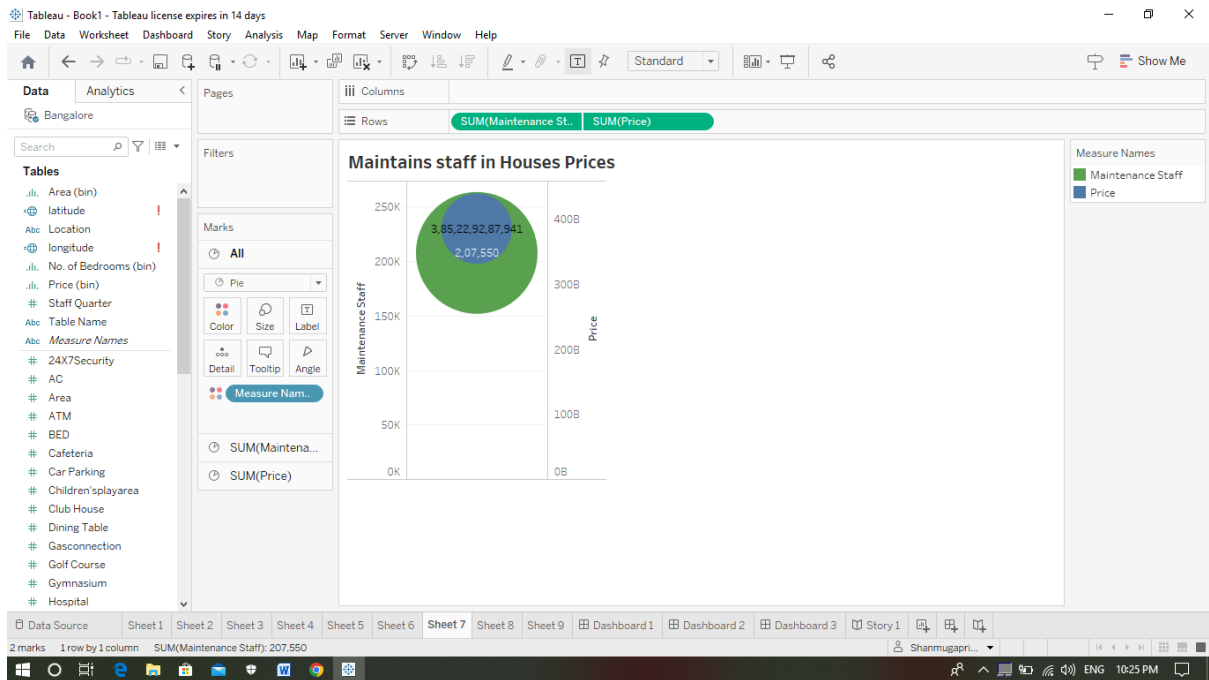 Tableau - Book1 - Tableau license expires in 14 days
File Data Worksheet Dashboard Story Analysis Map Format Server Window Help
Standard
Show Me
Data Analytics
Bangalore
Search
Tables
Area (bin)
latitude !
Abc Location
longitude !
No. of Bedrooms (bin)
Price (bin)
# Staff Quarter
Abc Table Name
Abc Measure Names
# 24X7Security
# AC
# Area
# ATM
# BED
# Cafeteria
# Car Parking
# Children'splayarea
# Club House
# Dining Table
# Gasconnection
# Golf Course
# Gymnasium
# Hospital
Pages
Filters
Marks
All
Pie
Color Size Label
Detail Tooltip Angle
Measure Nam..
SUM(Maintena...
SUM(Price)
Columns
Rows SUM(Maintenance St.. SUM(Price)
Maintains staff in Houses Prices
250K
200K
150K
100K
50K
0K
Maintenance Staff
3,85,22,92,87,941
2,07,550
400B
300B
200B
100B
0B
Price
Measure Names
Maintenance Staff
Price
Data Source Sheet 1 Sheet 2 Sheet 3 Sheet 4 Sheet 5 Sheet 6 Sheet 7 Sheet 8 Sheet 9 Dashboard 1 Dashboard 2 Dashboard 3 Story 1
2 marks 1 row by 1 column SUM(Maintenance Staff): 207,550 Shanmugapri...
ENG 10:25 PM